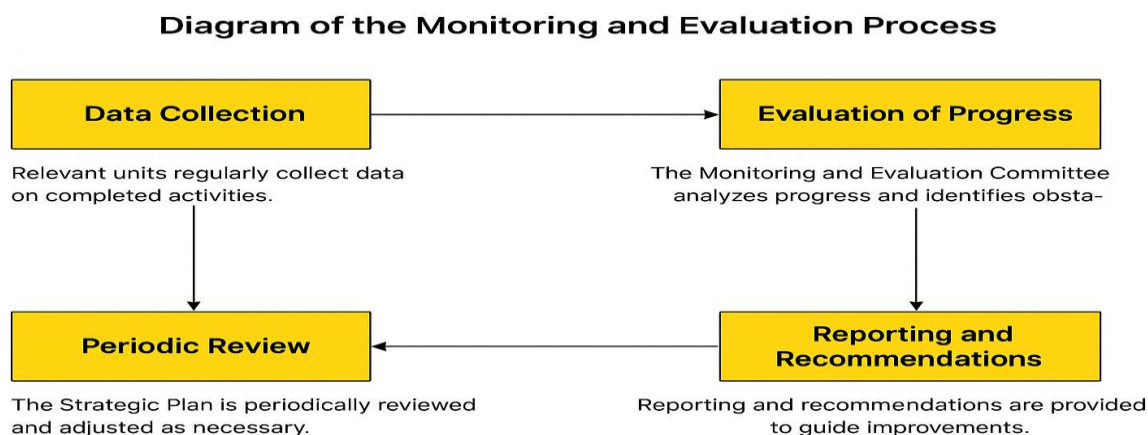 Diagram of the Monitoring and Evaluation Process
Data Collection
Relevant units regularly collect data
on completed activities.
Evaluation of Progress
The Monitoring and Evaluation Committee
analyzes progress and identifies obsta-
Periodic Review
The Strategic Plan is periodically reviewed
and adjusted as necessary.
Reporting and
Recommendations
Reporting and recommendations are provided
to guide improvements.